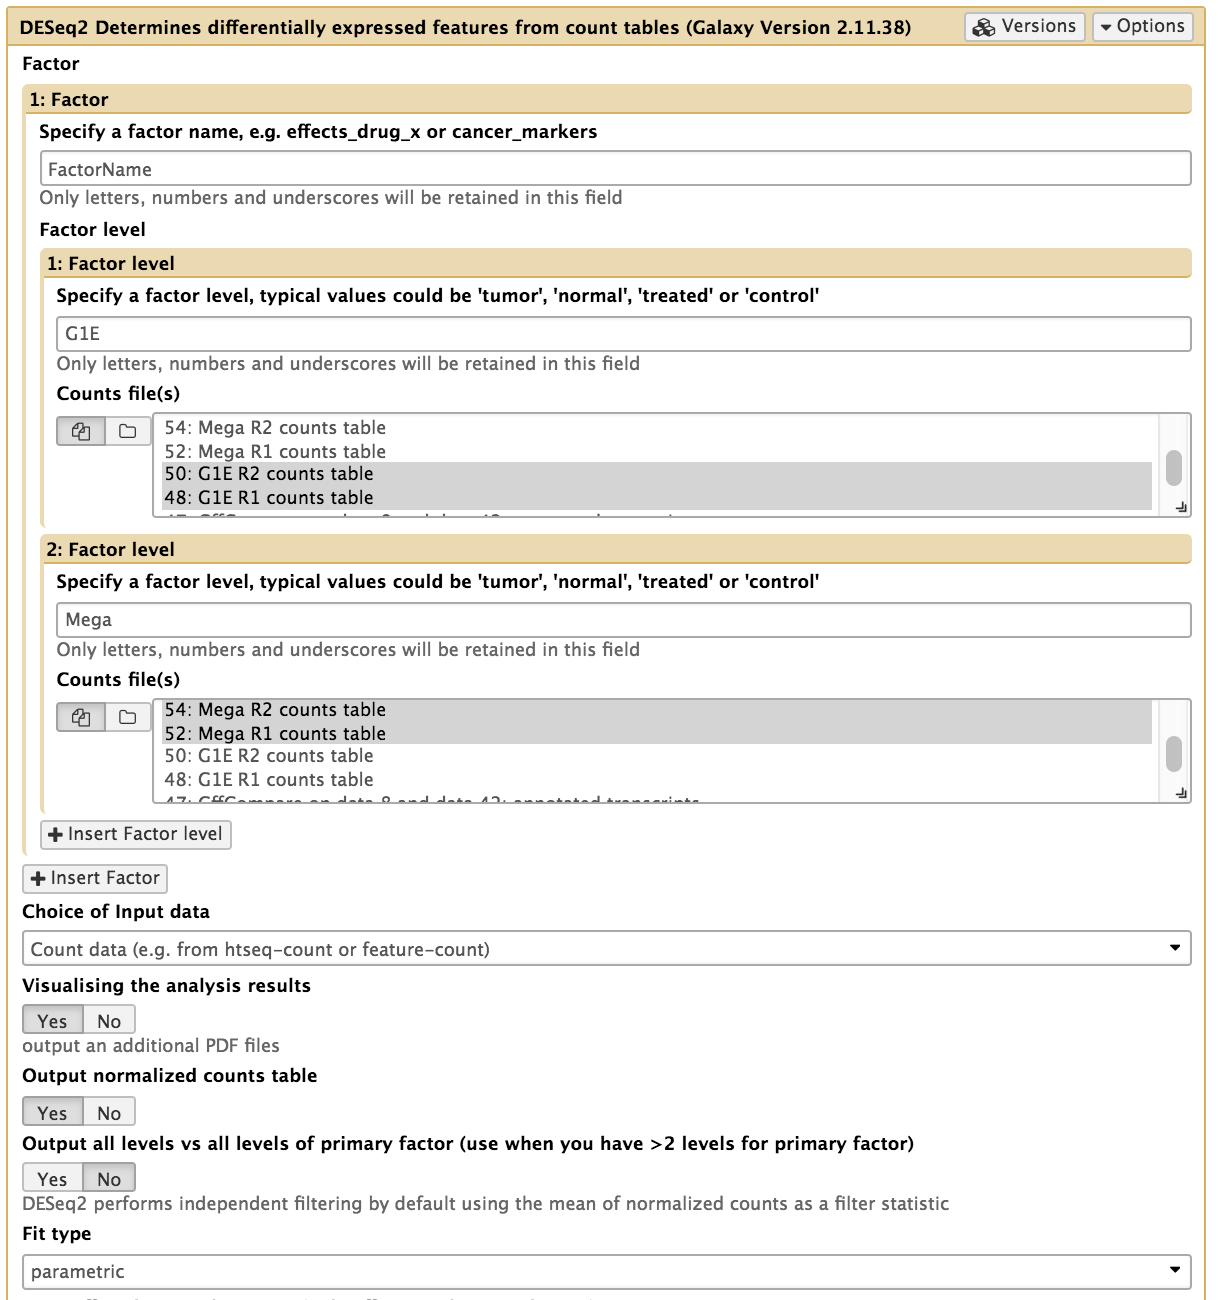 DESeq2 Determines differentially expressed features from count tables (Galaxy Version 2.11.38) Versions Options
Factor
1: Factor
Specify a factor name, e.g. effects_drug_x or cancer_markers
FactorName
Only letters, numbers and underscores will be retained in this field
Factor level
1: Factor level
Specify a factor level, typical values could be 'tumor', 'normal', 'treated' or 'control'
G1E
Only letters, numbers and underscores will be retained in this field
Counts file(s)
54: Mega R2 counts table
52: Mega R1 counts table
50: G1E R2 counts table
48: G1E R1 counts table
2: Factor level
Specify a factor level, typical values could be 'tumor', 'normal', 'treated' or 'control'
Mega
Only letters, numbers and underscores will be retained in this field
Counts file(s)
54: Mega R2 counts table
52: Mega R1 counts table
50: G1E R2 counts table
48: G1E R1 counts table
47: GffCompare on data 8 and data 42: annotated transcripts
Insert Factor level
Insert Factor
Choice of Input data
Count data (e.g. from htseq-count or feature-count)
Visualising the analysis results
Yes No
output an additional PDF files
Output normalized counts table
Yes No
Output all levels vs all levels of primary factor (use when you have >2 levels for primary factor)
Yes No
DESeq2 performs independent filtering by default using the mean of normalized counts as a filter statistic
Fit type
parametric